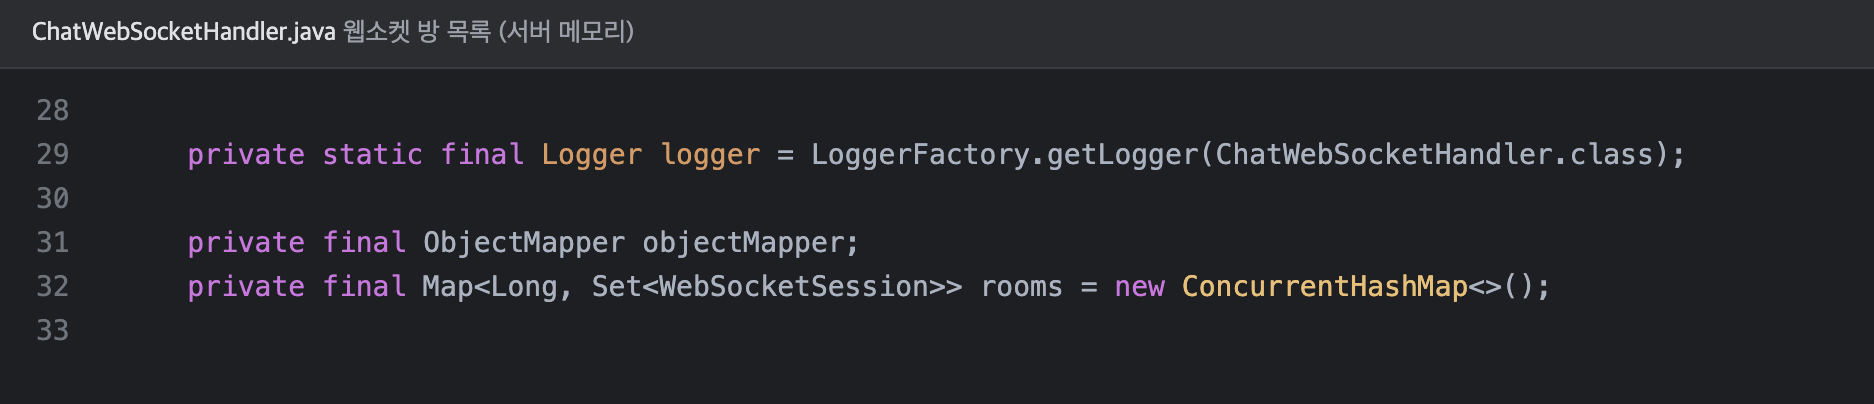 ChatWebSocketHandler.java 웹소켓 방 목록 (서버 메모리)
28
29 private static final Logger logger = LoggerFactory.getLogger(ChatWebSocketHandler.class);
30
31 private final ObjectMapper objectMapper;
32 private final Map<Long, Set<WebSocketSession>> rooms = new ConcurrentHashMap<>();
33